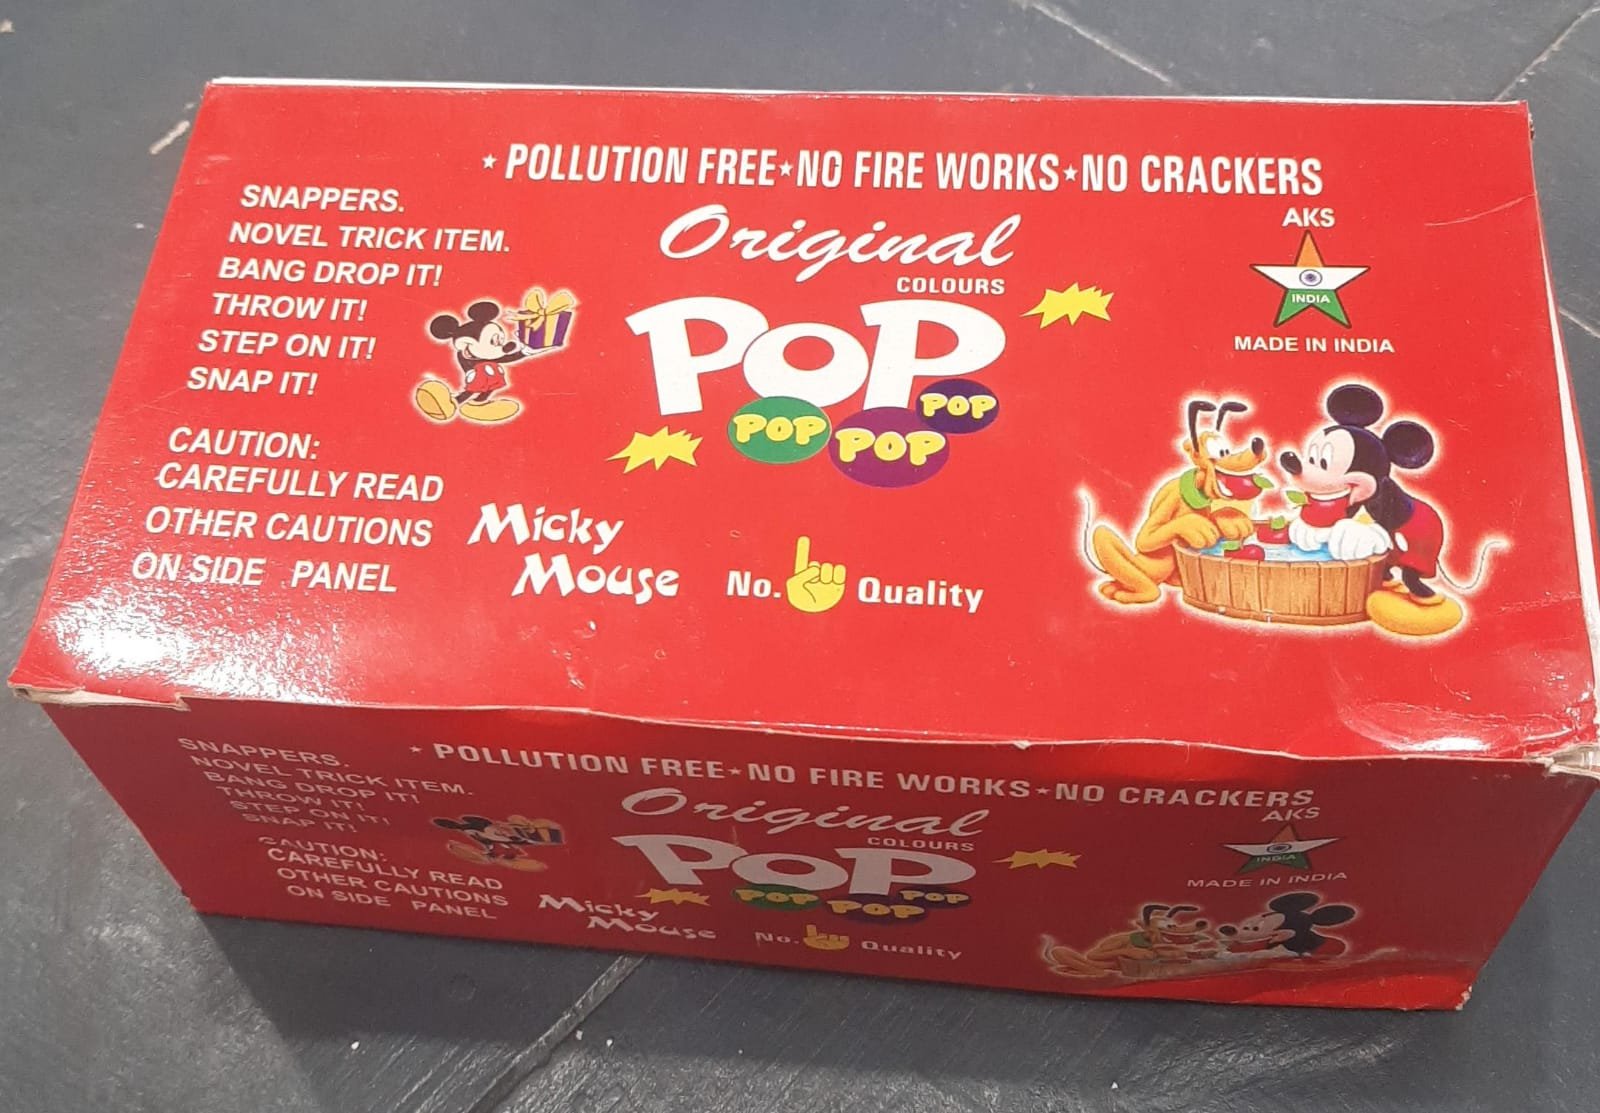 ★ POLLUTION FREE ★ NO FIRE WORKS ★ NO CRACKERS
SNAPPERS.
NOVEL TRICK ITEM.
BANG DROP IT!
THROW IT!
STEP ON IT!
SNAP IT!
CAUTION:
CAREFULLY READ
OTHER CAUTIONS
ON SIDE PANEL
Original
COLOURS
POP
POP POP POP
Micky
Mouse
No. Quality
AKS
INDIA
MADE IN INDIA
★ POLLUTION FREE ★ NO FIRE WORKS ★ NO CRACKERS
SNAPPERS.
NOVEL TRICK ITEM.
BANG DROP IT!
THROW IT!
STEP ON IT!
SNAP IT!
CAUTION:
CAREFULLY READ
OTHER CAUTIONS
ON SIDE PANEL
Original
COLOURS
POP
POP POP POP
Micky
Mouse
No. Quality
AKS
INDIA
MADE IN INDIA